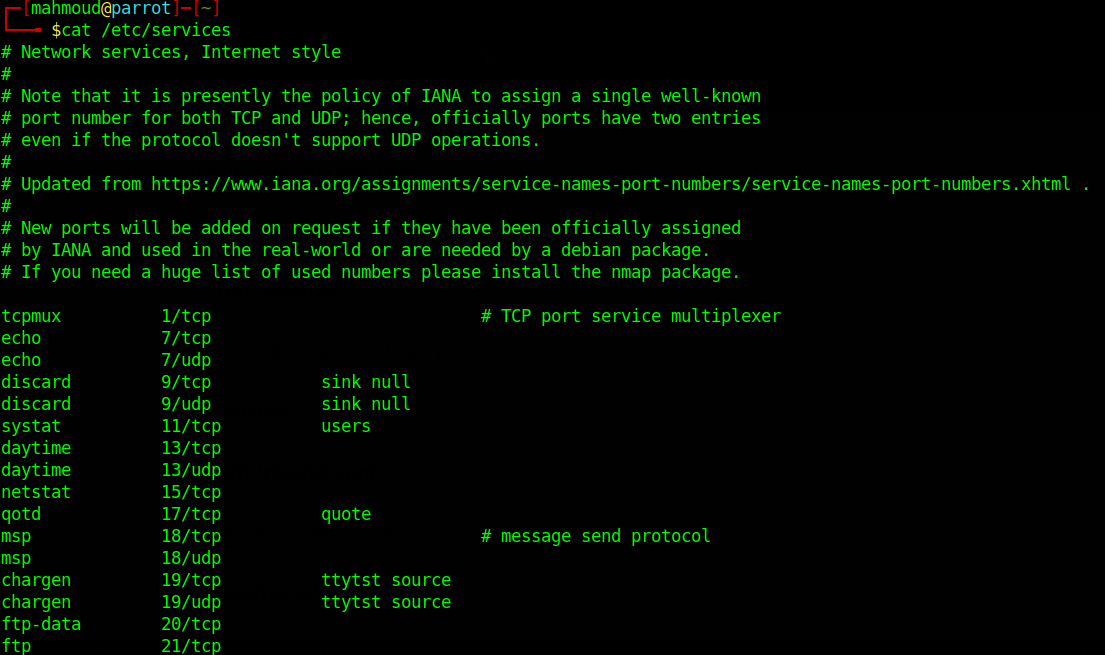 ┌─[mahmoud@parrot]─[~]
└──╼ $cat /etc/services
# Network services, Internet style
#
# Note that it is presently the policy of IANA to assign a single well-known
# port number for both TCP and UDP; hence, officially ports have two entries
# even if the protocol doesn't support UDP operations.
#
# Updated from https://www.iana.org/assignments/service-names-port-numbers/service-names-port-numbers.xhtml .
#
# New ports will be added on request if they have been officially assigned
# by IANA and used in the real-world or are needed by a debian package.
# If you need a huge list of used numbers please install the nmap package.

tcpmux          1/tcp                           # TCP port service multiplexer
echo            7/tcp
echo            7/udp
discard         9/tcp           sink null
discard         9/udp           sink null
systat          11/tcp          users
daytime         13/tcp
daytime         13/udp
netstat         15/tcp
qotd            17/tcp          quote
msp             18/tcp                          # message send protocol
msp             18/udp
chargen         19/tcp          ttytst source
chargen         19/udp          ttytst source
ftp-data        20/tcp
ftp             21/tcp